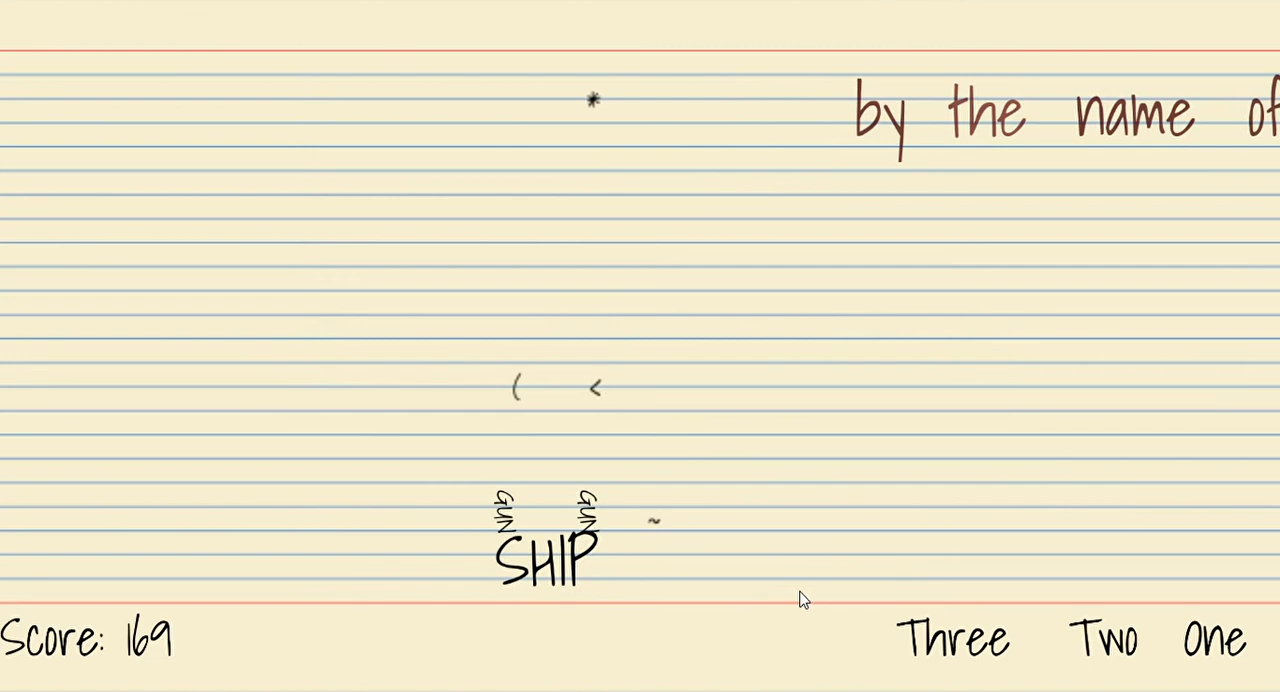 *
by the name of
( <
GUN GUN ~
SHIP
Score: 169
Three Two One